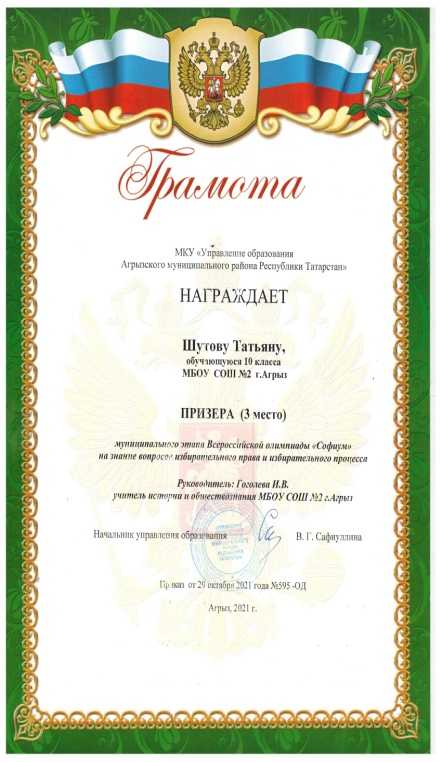 Грамота
МКУ «Управление образования
Агрызского муниципального района Республики Татарстан»
НАГРАЖДАЕТ
Шутову Татьяну,
обучающуюся 10 класса
МБОУ СОШ №2 г.Агрыз
ПРИЗЕРА (3 место)
муниципального этапа Всероссийской олимпиады «Софиум»
на знание вопросов избирательного права и избирательного процесса
Руководитель: Гоголева И.В.
учитель истории и обществознания МБОУ СОШ №2 г.Агрыз
Начальник управления образования В. Г. Сафиуллина
Приказ от 29 октября 2021 года №595 -ОД
Агрыз, 2021 г.